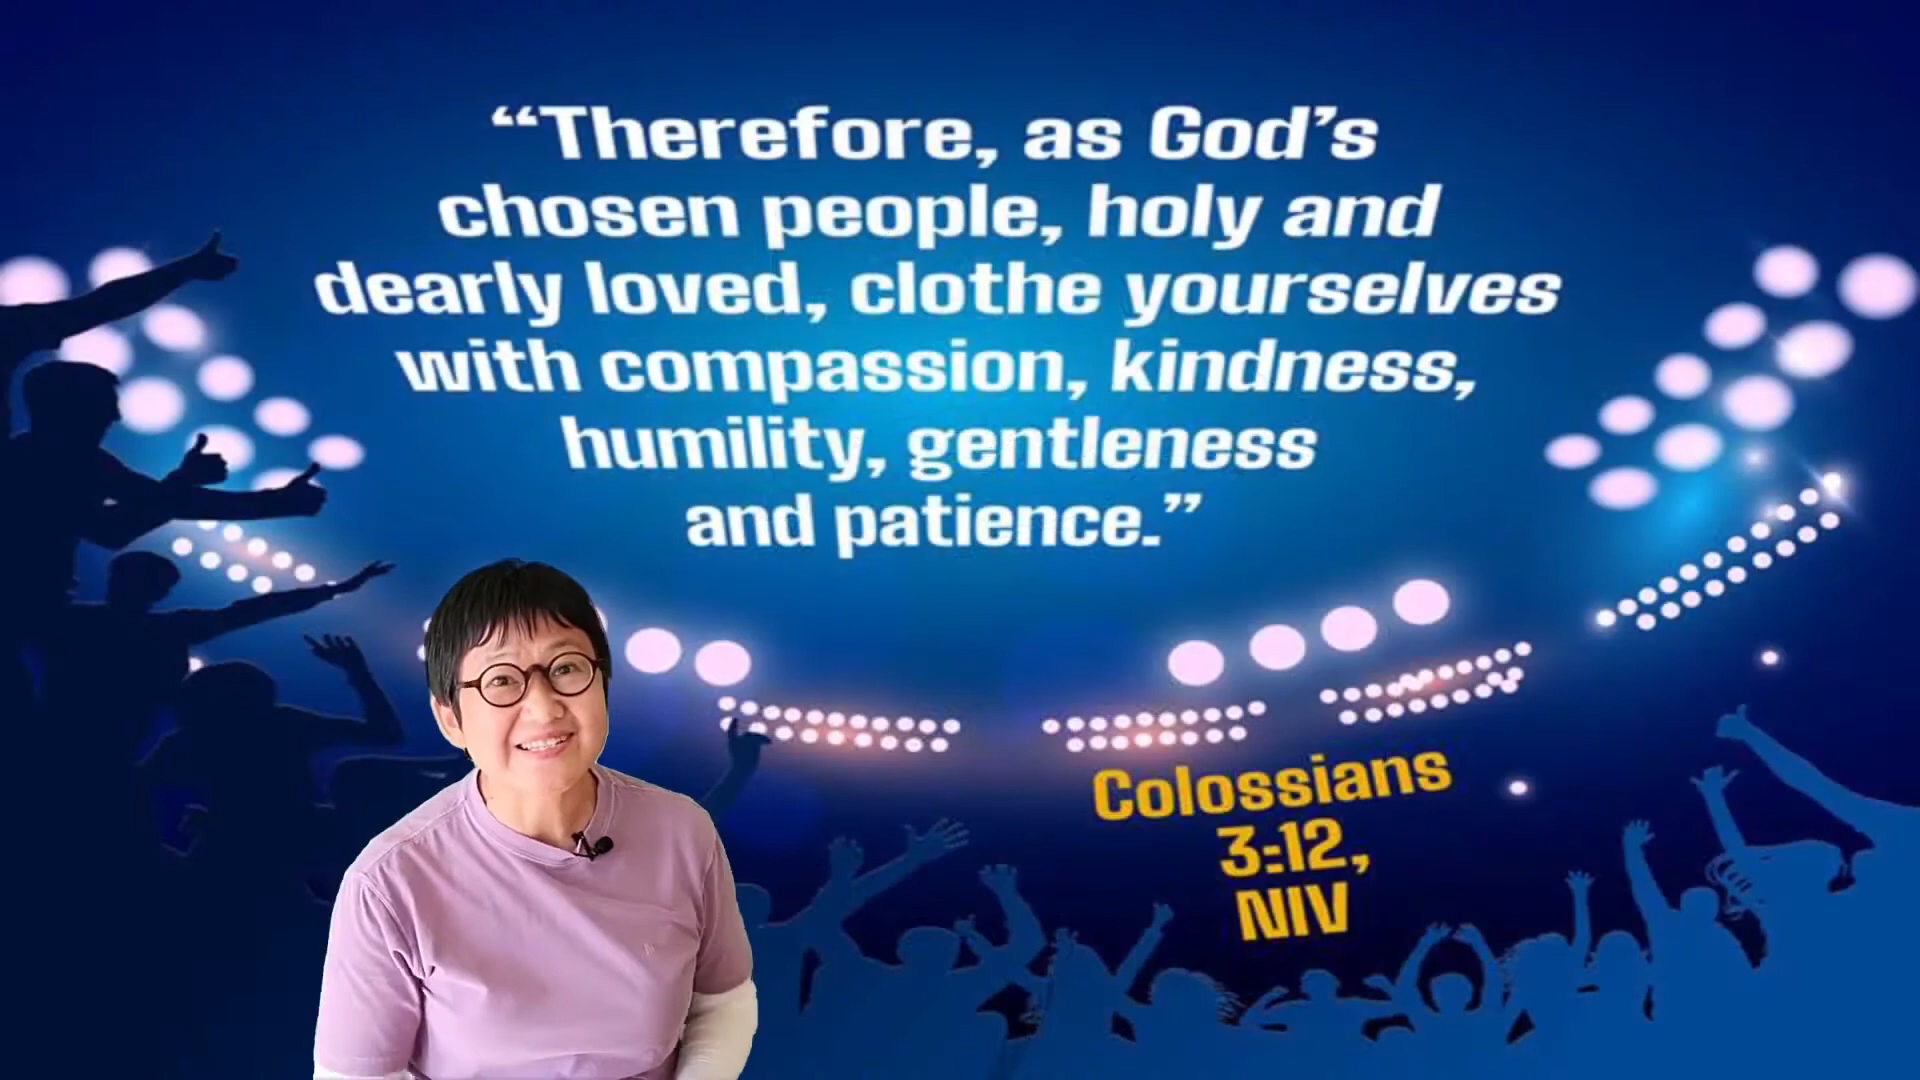 “Therefore, as God’s
chosen people, holy and
dearly loved, clothe yourselves
with compassion, kindness,
humility, gentleness
and patience.”
Colossians
3:12,
NIV